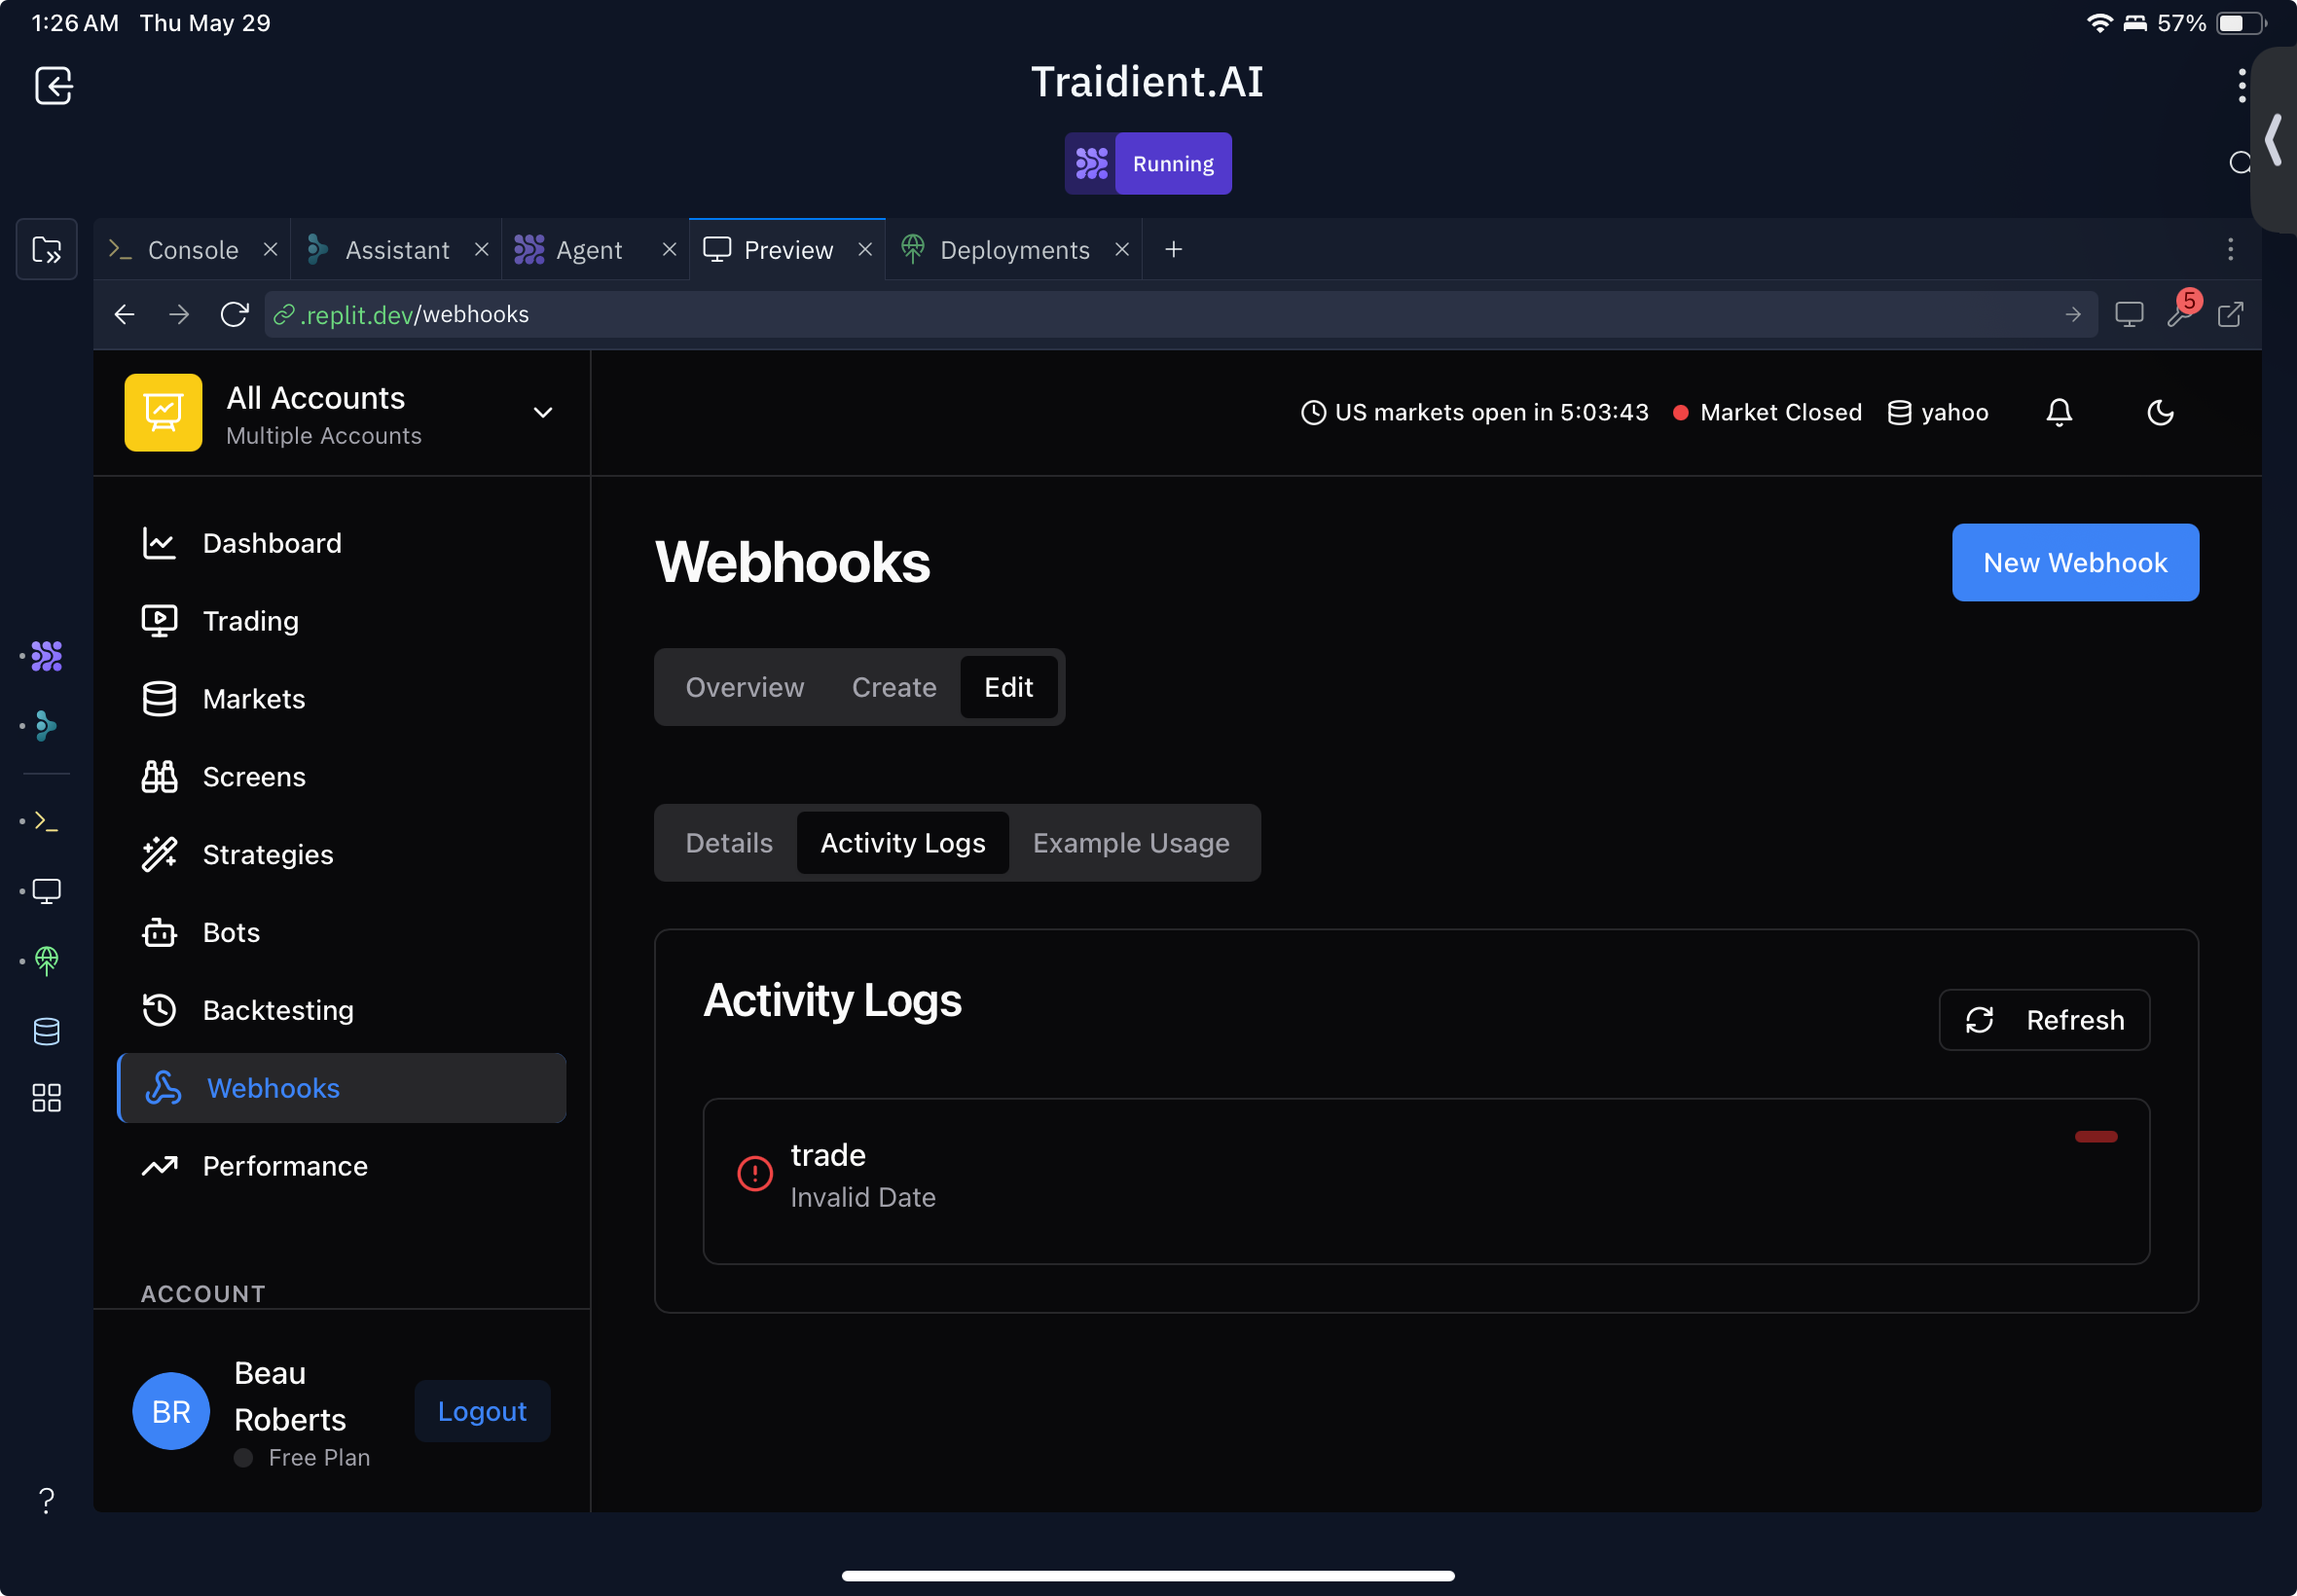 1:26 AM Thu May 29
57%
Traidient.AI
Running
Console
Assistant
Agent
Preview
Deployments
.replit.dev/webhooks
5
All Accounts
Multiple Accounts
US markets open in 5:03:43
Market Closed
yahoo
Dashboard
Trading
Markets
Screens
Strategies
Bots
Backtesting
Webhooks
Performance
ACCOUNT
BR
Beau
Roberts
Free Plan
Logout
Webhooks
New Webhook
Overview
Create
Edit
Details
Activity Logs
Example Usage
Activity Logs
Refresh
trade
Invalid Date
?